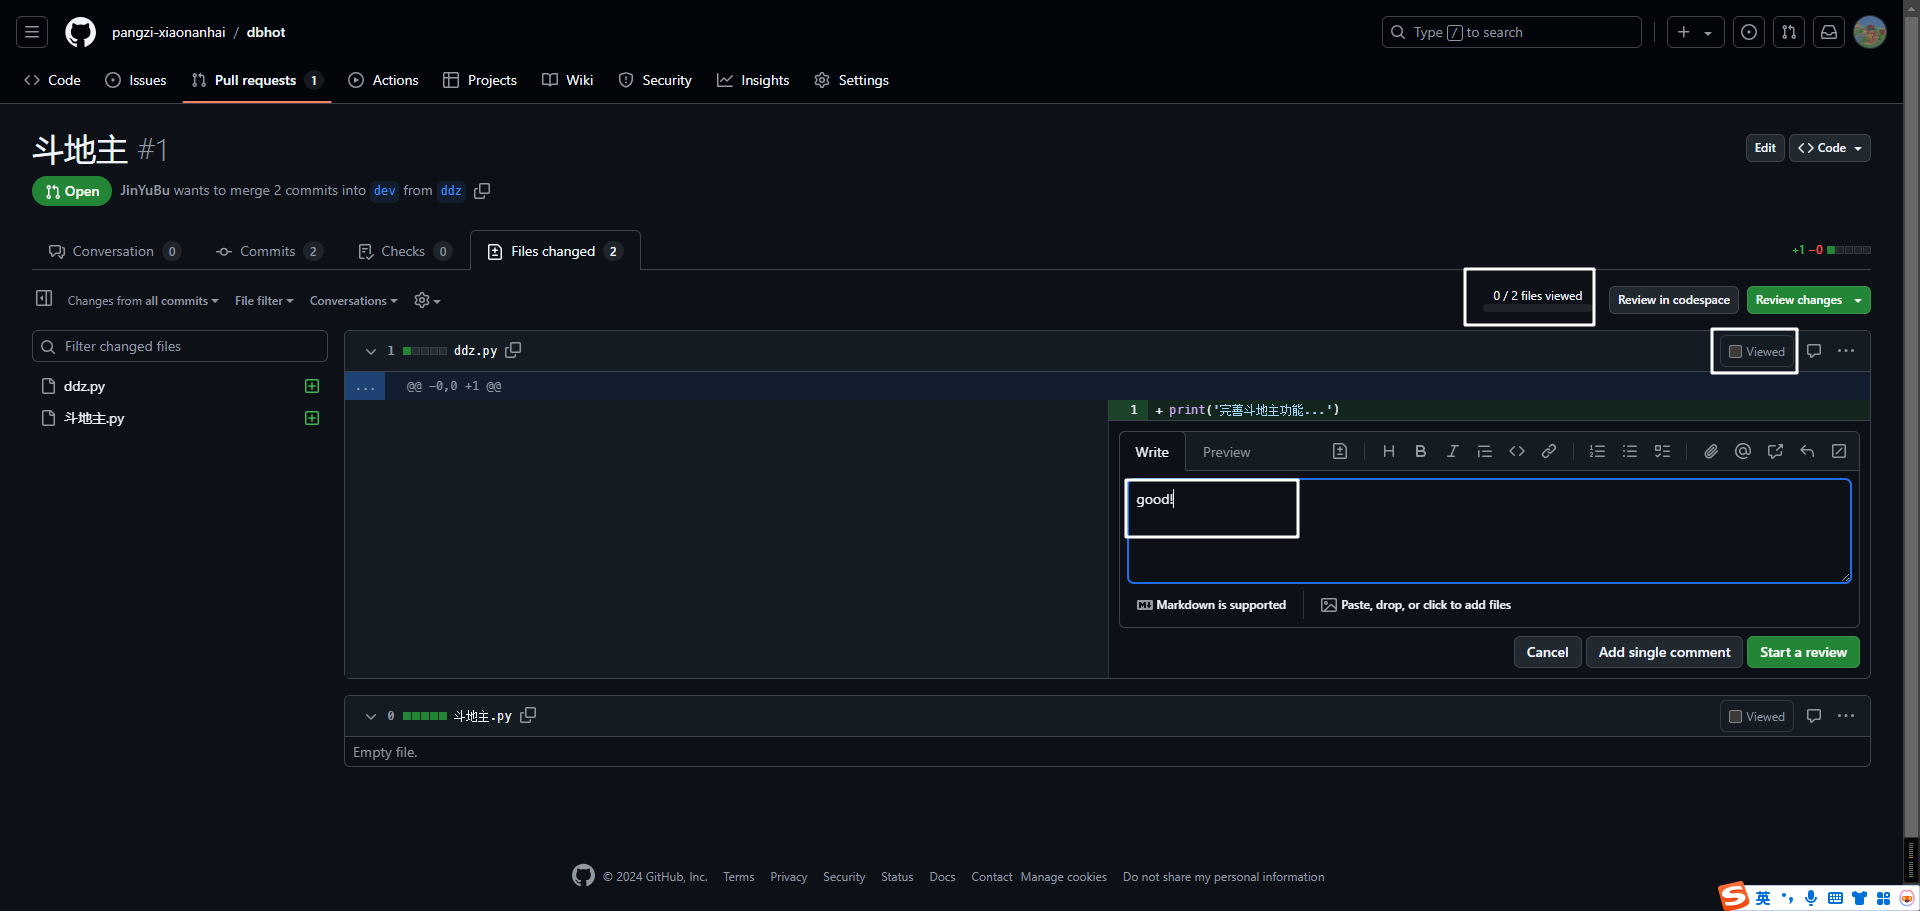 pangzi-xiaonanhai / dbhot
Type / to search
Code
Issues
Pull requests 1
Actions
Projects
Wiki
Security
Insights
Settings
斗地主 #1
Edit
Code
Open
JinYuBu wants to merge 2 commits into dev from ddz
Conversation 0
Commits 2
Checks 0
Files changed 2
+1 −0
Changes from all commits
File filter
Conversations
0 / 2 files viewed
Review in codespace
Review changes
Filter changed files
ddz.py
斗地主.py
1 ddz.py
Viewed
...
@@ -0,0 +1 @@
1 + print('完善斗地主功能...')
Write
Preview
good!
Markdown is supported
Paste, drop, or click to add files
Cancel
Add single comment
Start a review
0 斗地主.py
Viewed
Empty file.
© 2024 GitHub, Inc.
Terms
Privacy
Security
Status
Docs
Contact
Manage cookies
Do not share my personal information
英